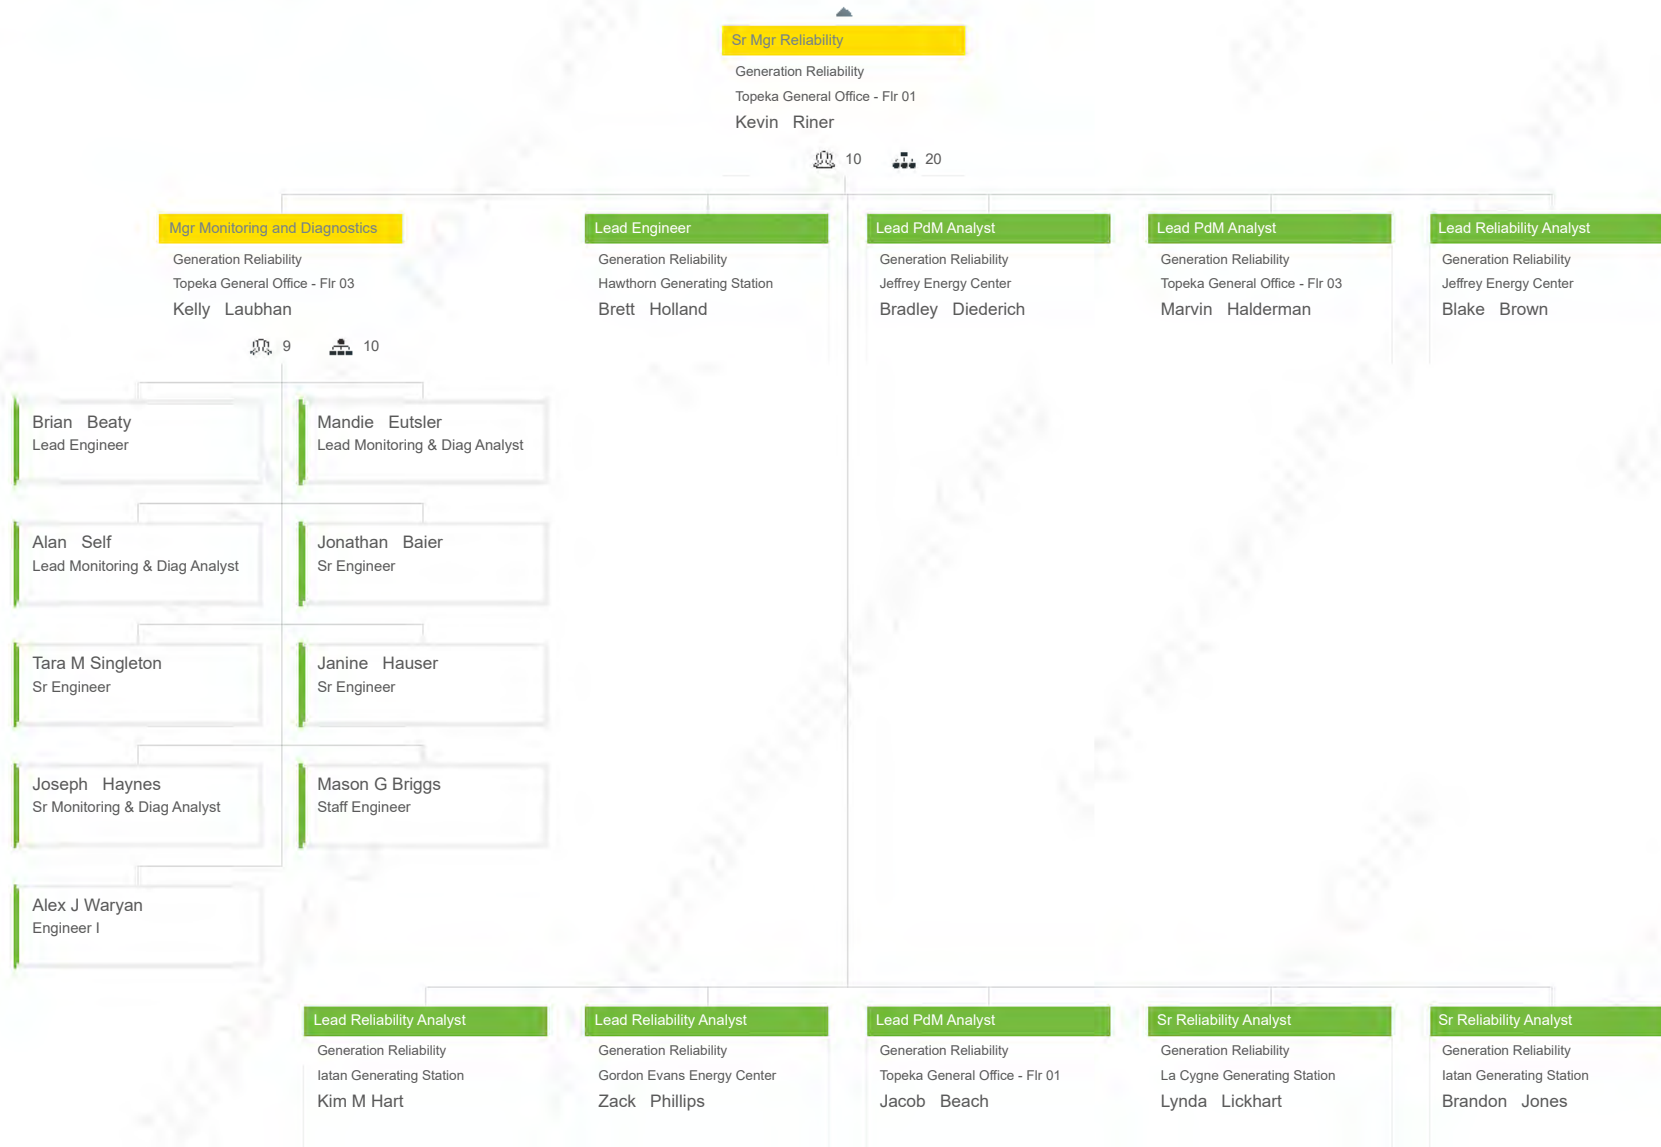 Sr Mgr Reliability
Generation Reliability
Topeka General Office - Flr 01
Kevin Riner
10 20
Mgr Monitoring and Diagnostics
Generation Reliability
Topeka General Office - Flr 03
Kelly Laubhan
9 10
Lead Engineer
Generation Reliability
Hawthorn Generating Station
Brett Holland
Lead PdM Analyst
Generation Reliability
Jeffrey Energy Center
Bradley Diederich
Lead PdM Analyst
Generation Reliability
Topeka General Office - Flr 03
Marvin Halderman
Lead Reliability Analyst
Generation Reliability
Jeffrey Energy Center
Blake Brown
Brian Beaty
Lead Engineer
Mandie Eutsler
Lead Monitoring & Diag Analyst
Alan Self
Lead Monitoring & Diag Analyst
Jonathan Baier
Sr Engineer
Tara M Singleton
Sr Engineer
Janine Hauser
Sr Engineer
Joseph Haynes
Sr Monitoring & Diag Analyst
Mason G Briggs
Staff Engineer
Alex J Waryan
Engineer I
Lead Reliability Analyst
Generation Reliability
Iatan Generating Station
Kim M Hart
Lead Reliability Analyst
Generation Reliability
Gordon Evans Energy Center
Zack Phillips
Lead PdM Analyst
Generation Reliability
Topeka General Office - Flr 01
Jacob Beach
Sr Reliability Analyst
Generation Reliability
La Cygne Generating Station
Lynda Lickhart
Sr Reliability Analyst
Generation Reliability
Iatan Generating Station
Brandon Jones